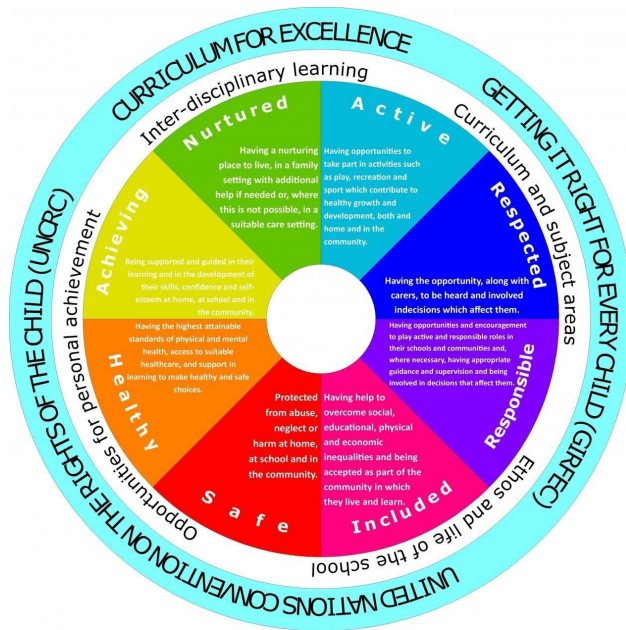 CURRICULUM FOR EXCELLENCE
GETTING IT RIGHT FOR EVERY CHILD (GIRFEC)
UNITED NATIONS CONVENTION ON THE RIGHTS OF THE CHILD (UNCRC)
Inter-disciplinary learning
Curriculum and subject areas
Ethos and life of the school
Opportunities for personal achievement
Nurtured
Having a nurturing
place to live, in a family
setting with additional
help if needed or, where
this is not possible, in a
suitable care setting.
Active
Having opportunities to
take part in activities such
as play, recreation and
sport which contribute to
healthy growth and
development, both and
home and in the
community.
Respected
Having the opportunity, along with
carers, to be heard and involved
indecisions which affect them.
Responsible
Having opportunities and encouragement
to play active and responsible roles in
their schools and communities and,
where necessary, having appropriate
guidance and supervision and being
involved in decisions that affect them.
Included
Having help to
overcome social,
educational, physical
and economic
inequalities and being
accepted as part of the
community in which
they live and learn.
Safe
Protected
from abuse,
neglect or
harm at home,
at school and in
the community.
Healthy
Having the highest attainable
standards of physical and mental
health, access to suitable
healthcare, and support in
learning to make healthy and safe
choices.
Achieving
Being supported and guided in their
learning and in the development of
their skills, confidence and self-
esteem at home, at school and in
the community.